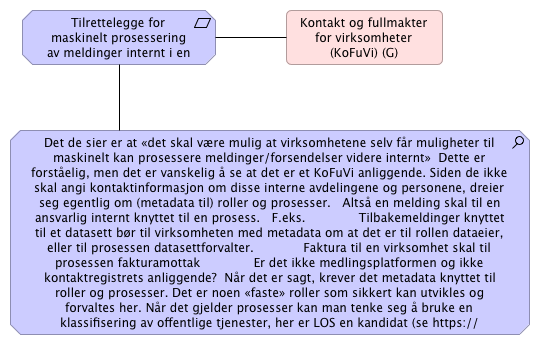 Tilrettelegge for
maskinelt prosessering
av meldinger internt i en
Kontakt og fullmakter
for virksomheter
(KoFuVi) (G)
Det de sier er at «det skal være mulig at virksomhetene selv får muligheter til
maskinelt kan prosessere meldinger/forsendelser videre internt»  Dette er
forståelig, men det er vanskelig å se at det er et KoFuVi anliggende. Siden de ikke
skal angi kontaktinformasjon om disse interne avdelingene og personene, dreier
seg egentlig om (metadata til) roller og prosesser.   Altså en melding skal til en
ansvarlig internt knyttet til en prosess.   F.eks.              Tilbakemeldinger knyttet
til et datasett bør til virksomheten med metadata om at det er til rollen dataeier,
eller til prosessen datasettforvalter.             Faktura til en virksomhet skal til
prosessen fakturamottak              Er det ikke medlingsplatformen og ikke
kontaktregistrets anliggende?  Når det er sagt, krever det metadata knyttet til
roller og prosesser. Det er noen «faste» roller som sikkert kan utvikles og
forvaltes her. Når det gjelder prosesser kan man tenke seg å bruke en
klassifisering av offentlige tjenester, her er LOS en kandidat (se https://